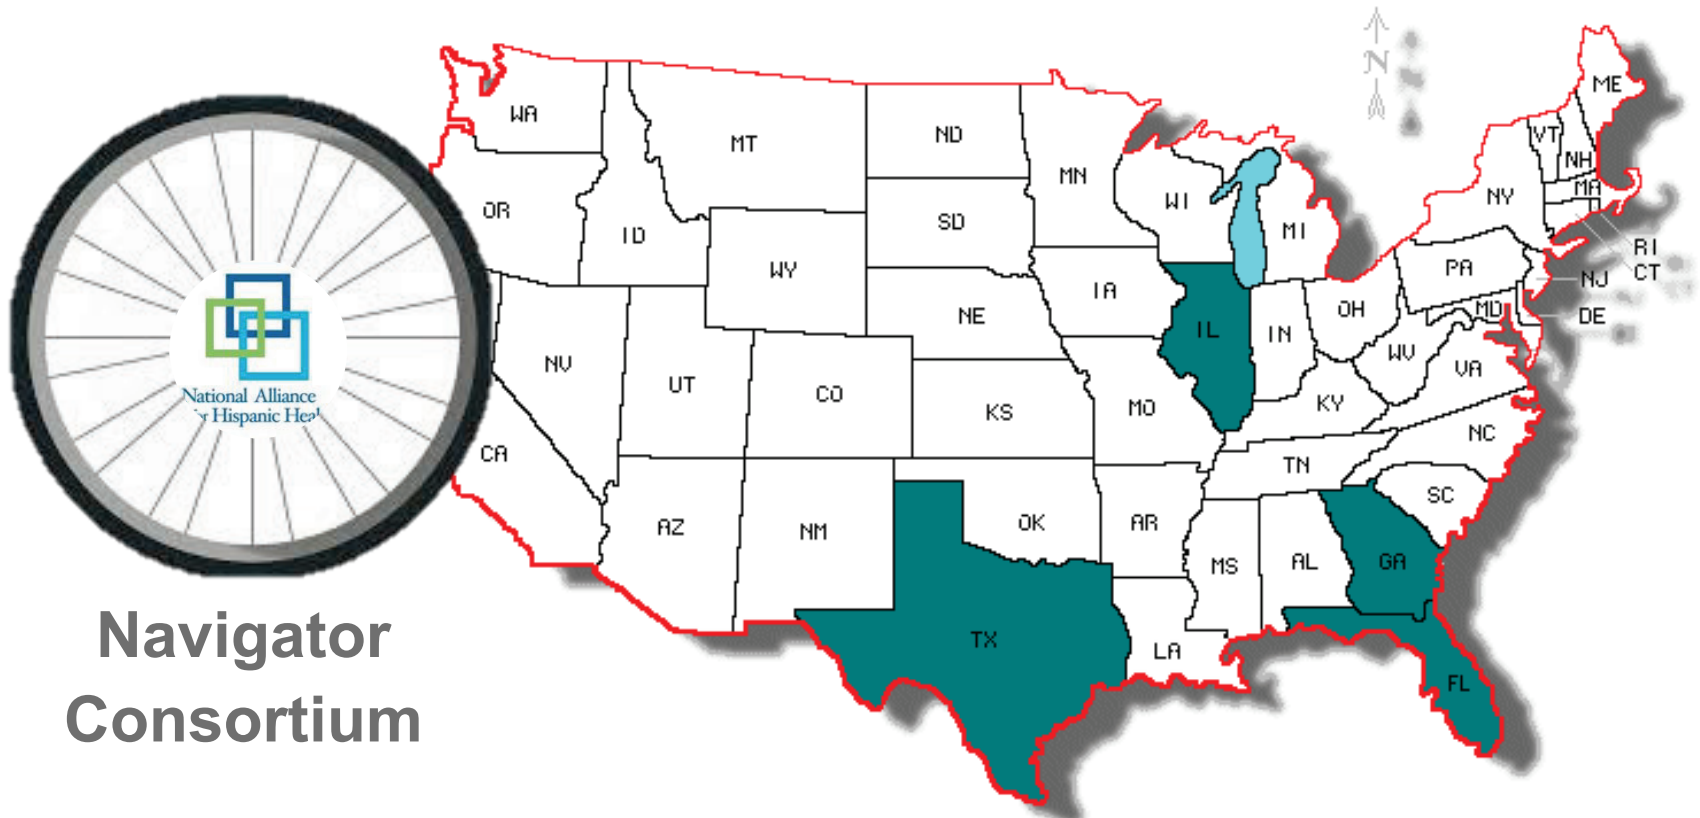 National Alliance
Hispanic
Navigator
Consortium
N
WA
OR
CA
ID
NV
MT
WY
UT
AZ
CO
NM
ND
SD
NE
KS
OK
TX
MN
IA
MO
AR
LA
WI
IL
MI
IN
OH
KY
TN
MS
AL
GA
FL
SC
NC
VA
WV
MD
PA
NY
VT
NH
ME
MA
RI
CT
NJ
DE